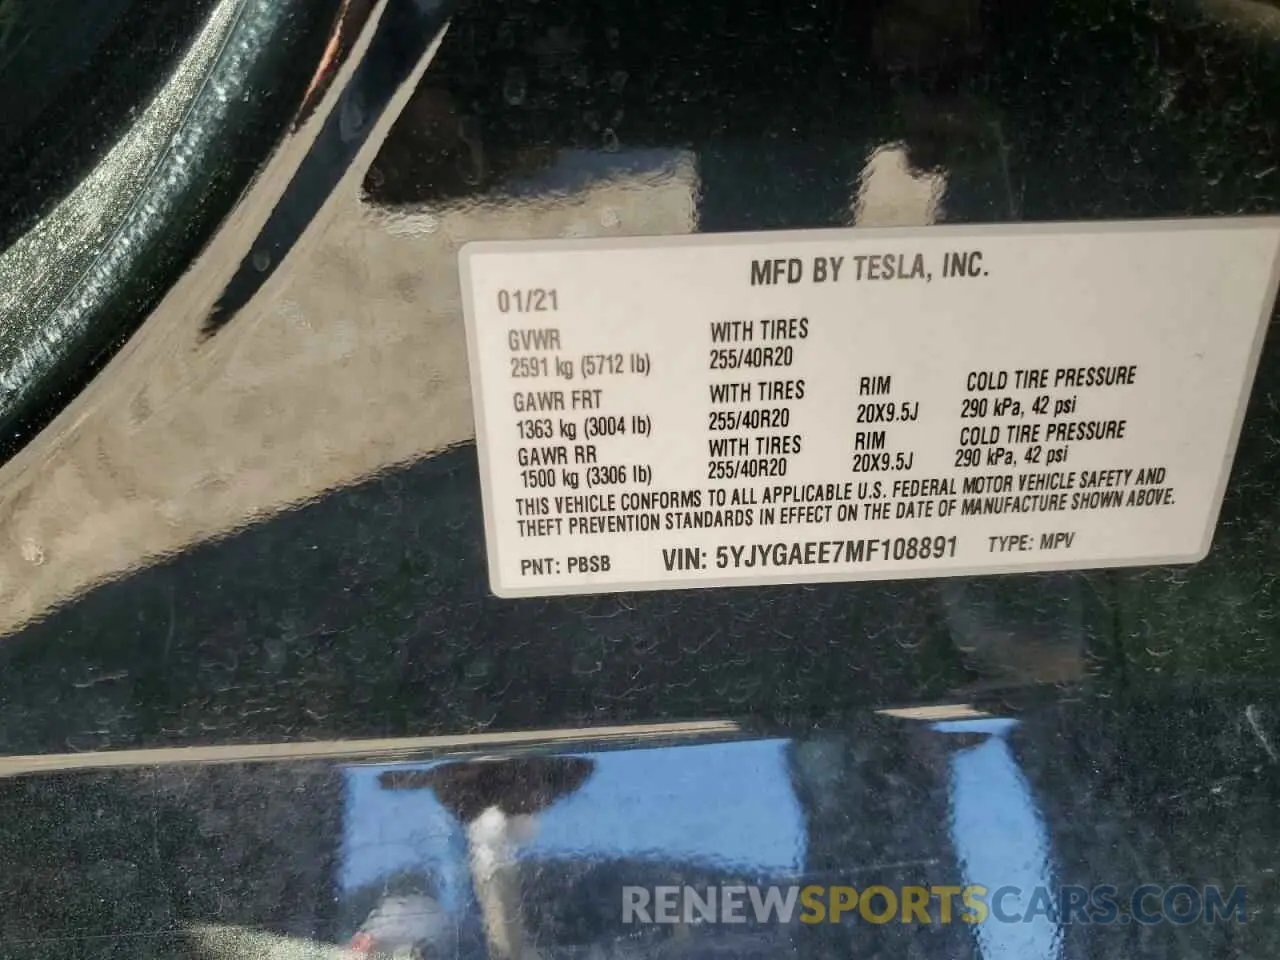 MFD BY TESLA, INC.
01/21
GVWR WITH TIRES
2591 kg (5712 lb) 255/40R20
GAWR FRT WITH TIRES RIM COLD TIRE PRESSURE
1363 kg (3004 lb) 255/40R20 20X9.5J 290 kPa, 42 psi
GAWR RR WITH TIRES RIM COLD TIRE PRESSURE
1500 kg (3306 lb) 255/40R20 20X9.5J 290 kPa, 42 psi
THIS VEHICLE CONFORMS TO ALL APPLICABLE U.S. FEDERAL MOTOR VEHICLE SAFETY AND
THEFT PREVENTION STANDARDS IN EFFECT ON THE DATE OF MANUFACTURE SHOWN ABOVE.
PNT: PBSB VIN: 5YJYGAEE7MF108891 TYPE: MPV
RENEWSPORTSCARS.COM